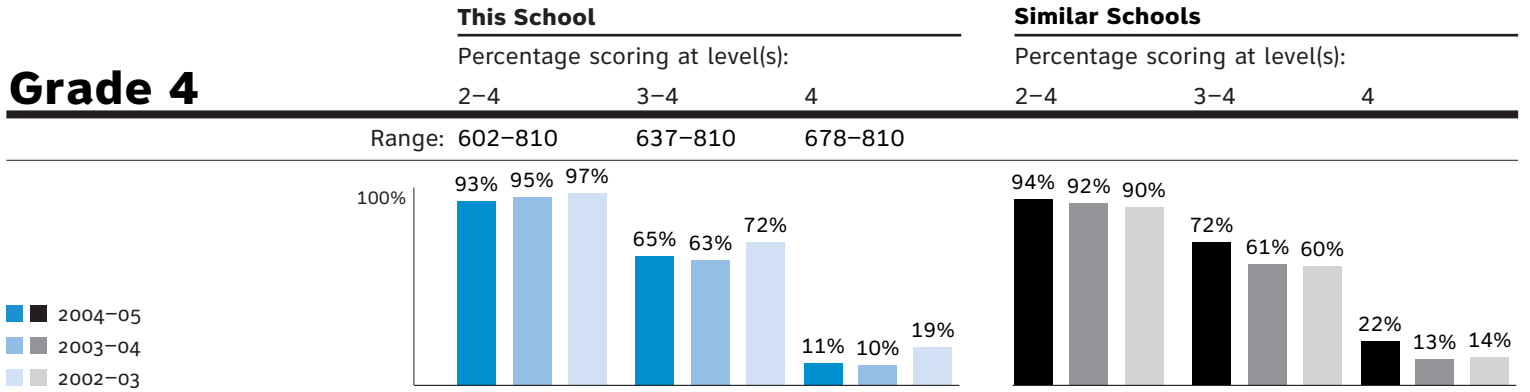 This School Similar Schools
Percentage scoring at level(s): Percentage scoring at level(s):
Grade 4 2–4 3–4 4 2–4 3–4 4
Range: 602–810 637–810 678–810
100% 93% 95% 97% 65% 63% 72% 11% 10% 19% 94% 92% 90% 72% 61% 60% 22% 13% 14%
2004–05
2003–04
2002–03